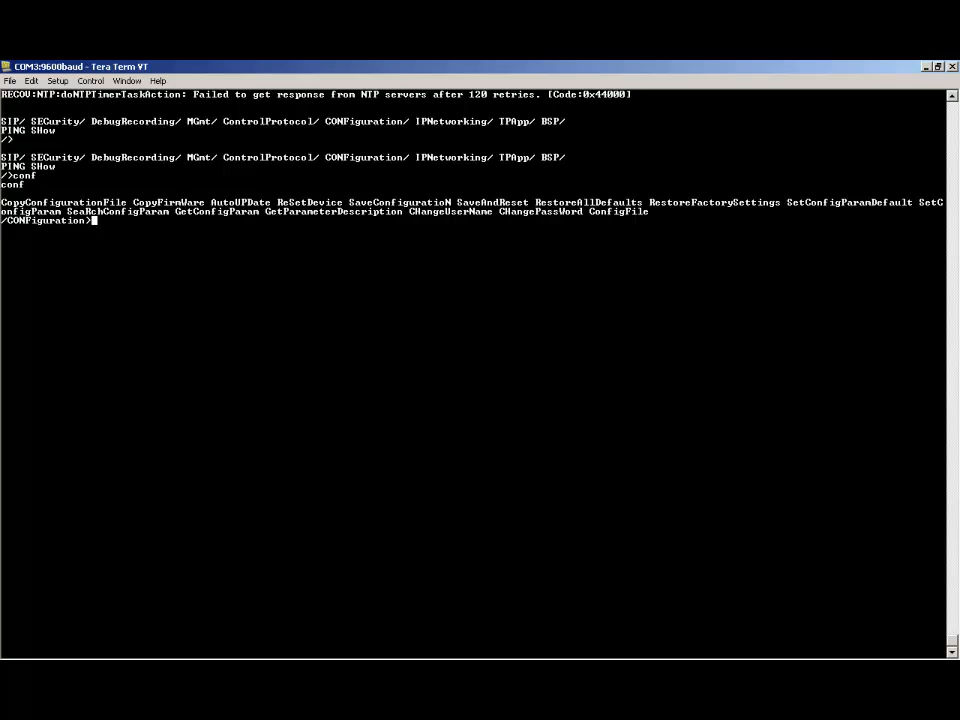 COM3:9600baud - Tera Term VT
File Edit Setup Control Window Help
RECOV:NTP:doNTPTimerTaskAction: Failed to get response from NTP servers after 120 retries. [Code:0x44000]
SIP/ SECurity/ DebugRecording/ MGmt/ ControlProtocol/ CONFiguration/ IPNetworking/ TPApp/ BSP/
PING SHow
/>
SIP/ SECurity/ DebugRecording/ MGmt/ ControlProtocol/ CONFiguration/ IPNetworking/ TPApp/ BSP/
PING SHow
/>conf
conf
CopyConfigurationFile CopyFirmWare AutoUPDate ReSetDevice SaveConfiguratioN SaveAndReset RestoreAllDefaults RestoreFactorySettings SetConfigParamDefault SetC
onfigParam SeaRchConfigParam GetConfigParam GetParameterDescription CHangeUserName CHangePassWord ConfigFile
/CONFiguration>